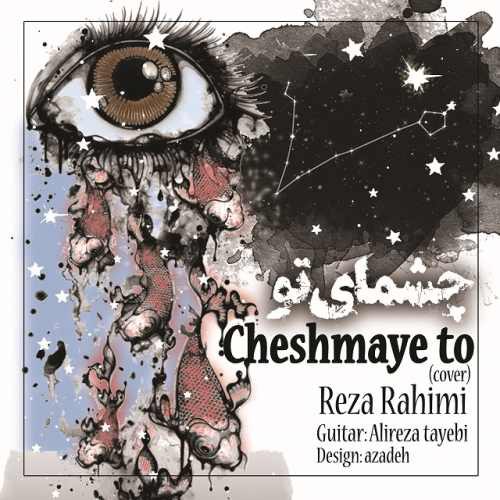 چشمای تو
Cheshmaye to
(cover)
Reza Rahimi
Guitar: Alireza tayebi
Design: azadeh